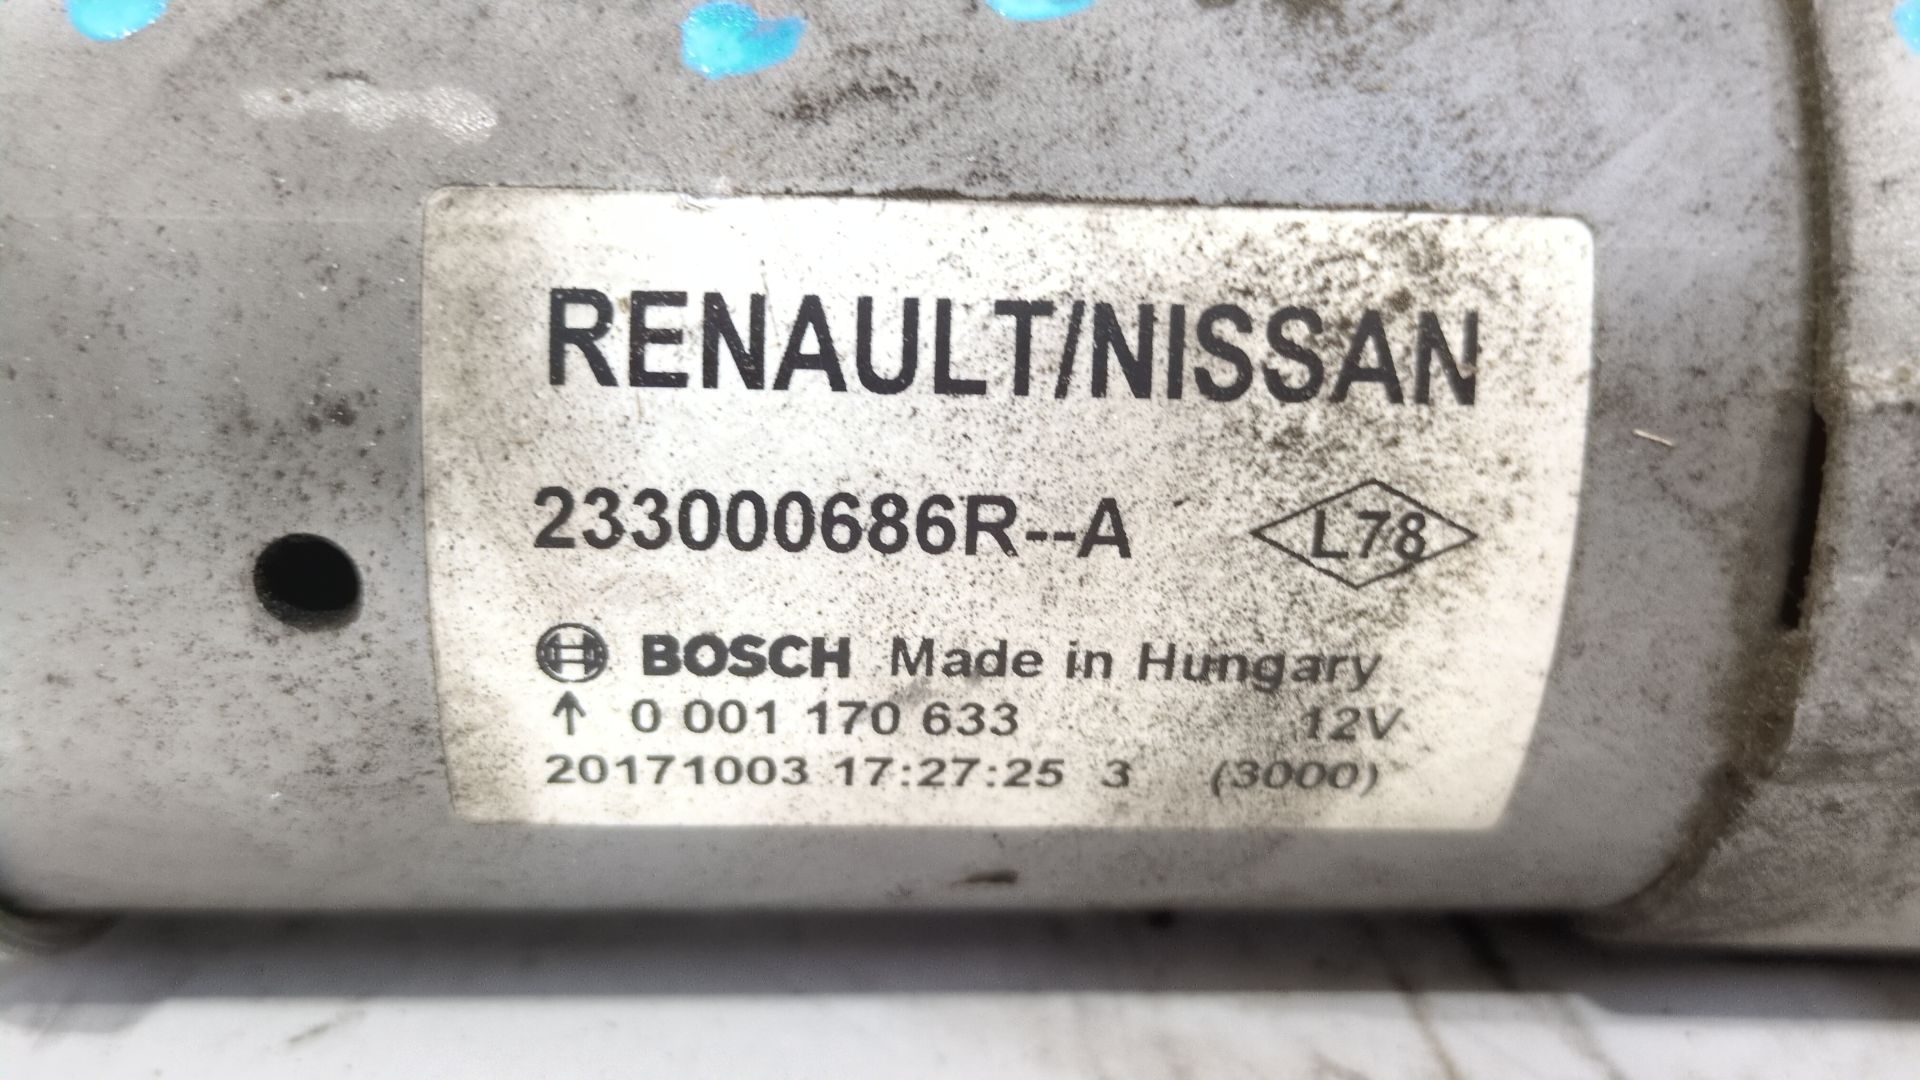 RENAULT/NISSAN
233000686R--A L78
BOSCH Made in Hungary
↑ 0 001 170 633 12V
20171003 17:27:25 3 (3000)